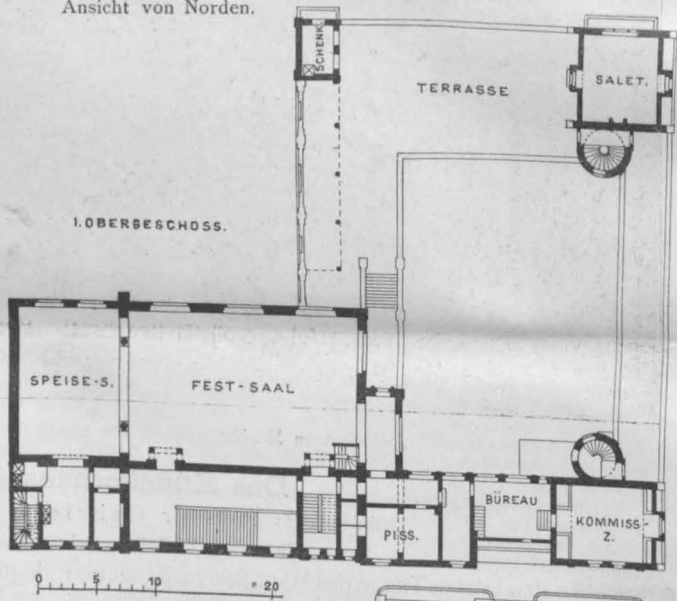 Ansicht von Norden.
SCHENK.
TERRASSE
SALET.
1. OBERGESCHOSS.
SPEISE-S.
FEST-SAAL
BÜREAU
PISS.
KOMMISS-
Z.
0 5 10 20